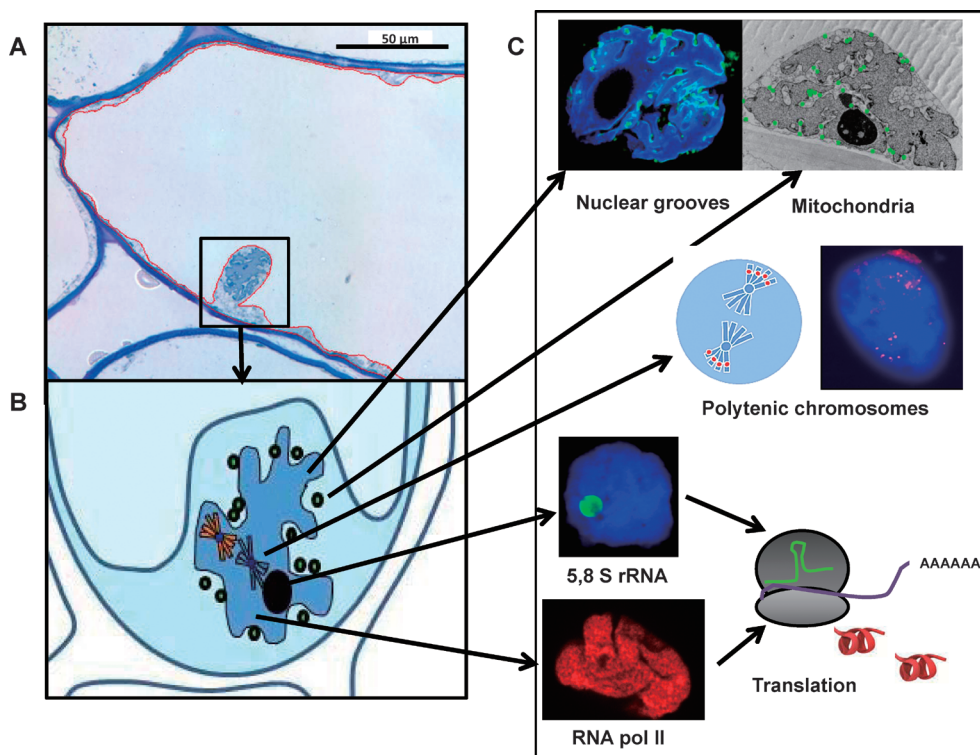 A
50 µm
B
C
Nuclear grooves
Mitochondria
Polytenic chromosomes
5,8 S rRNA
AAAAAA
RNA pol II
Translation